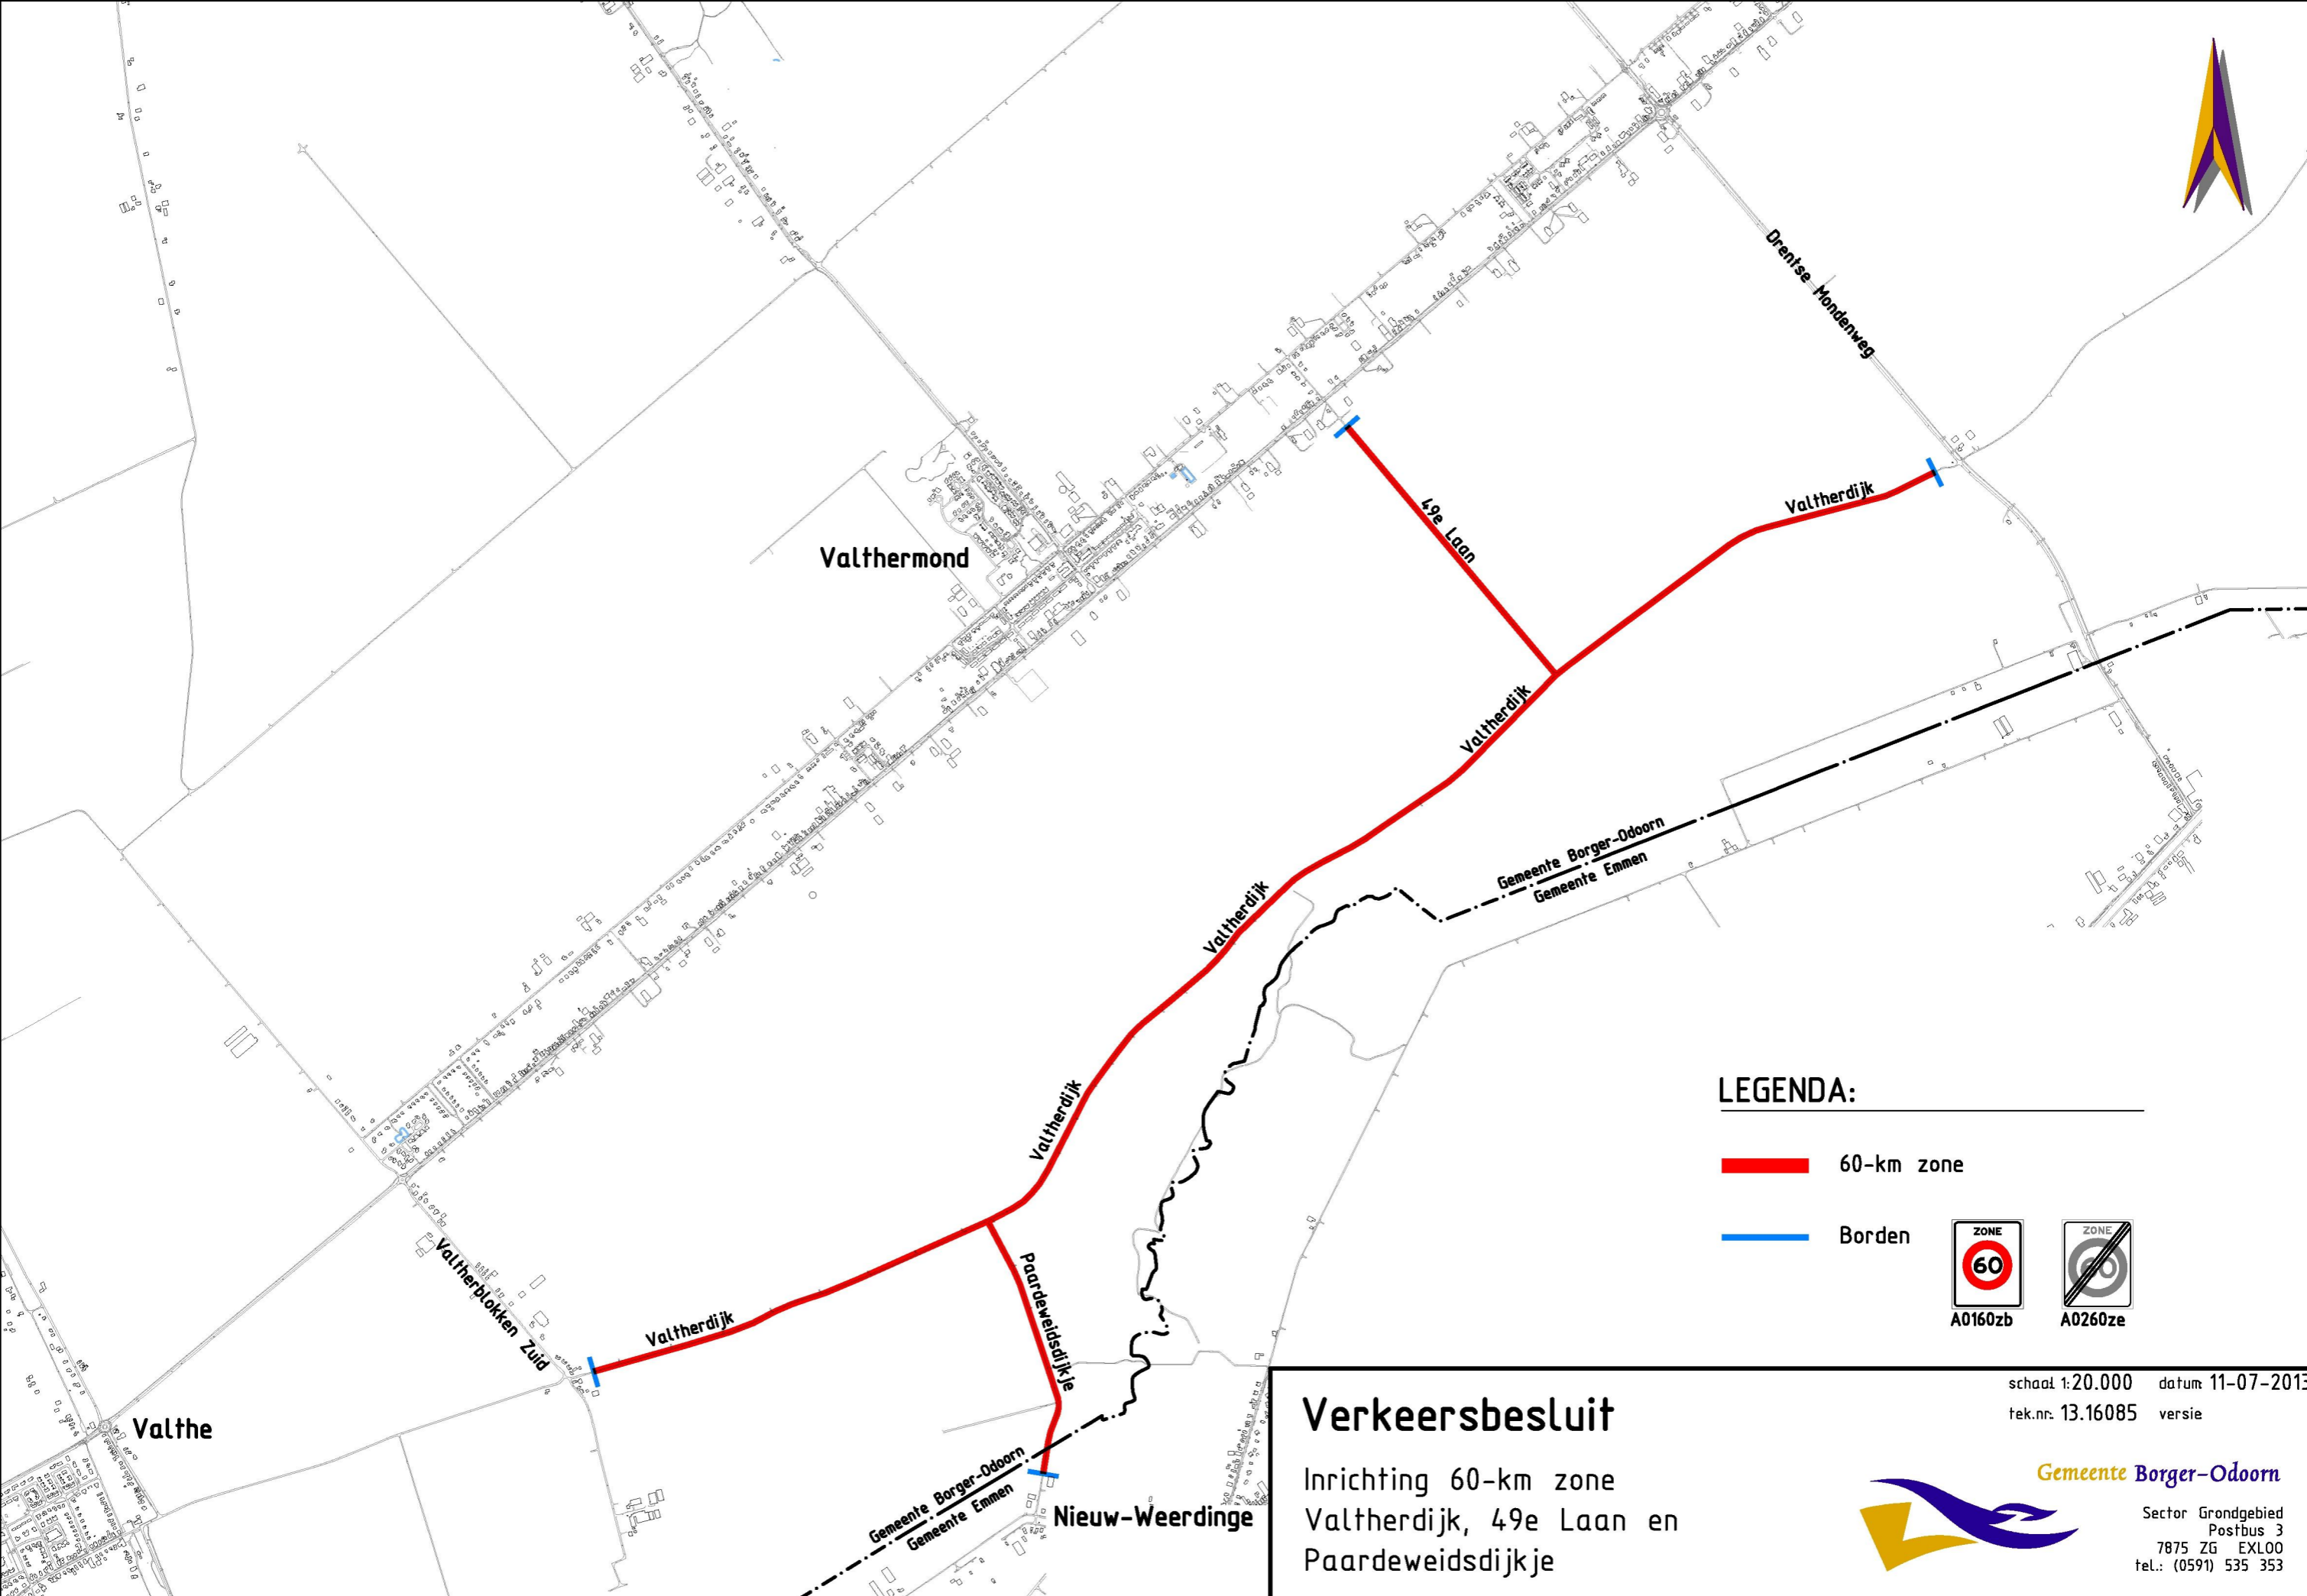 Drentse Mondenweg
49e Laan
Valtherdijk
Valthermond
Valtherdijk
Gemeente Borger-Odoorn
Gemeente Emmen
Valtherdijk
Valtherdijk
Valtherblokken Zuid
Paardeweidsdijkje
Valtherdijk
Valthe
Gemeente Borger-Odoorn
Gemeente Emmen
Nieuw-Weerdinge
LEGENDA:
60-km zone
Borden
ZONE
60
A0160zb
ZONE
60
A0260ze
Verkeersbesluit
Inrichting 60-km zone
Valtherdijk, 49e Laan en
Paardeweidsdijkje
schaal 1:20.000 datum 11-07-2013
tek.nr. 13.16085 versie
Gemeente Borger-Odoorn
Sector Grondgebied
Postbus 3
7875 ZG EXLOO
tel.: (0591) 535 353